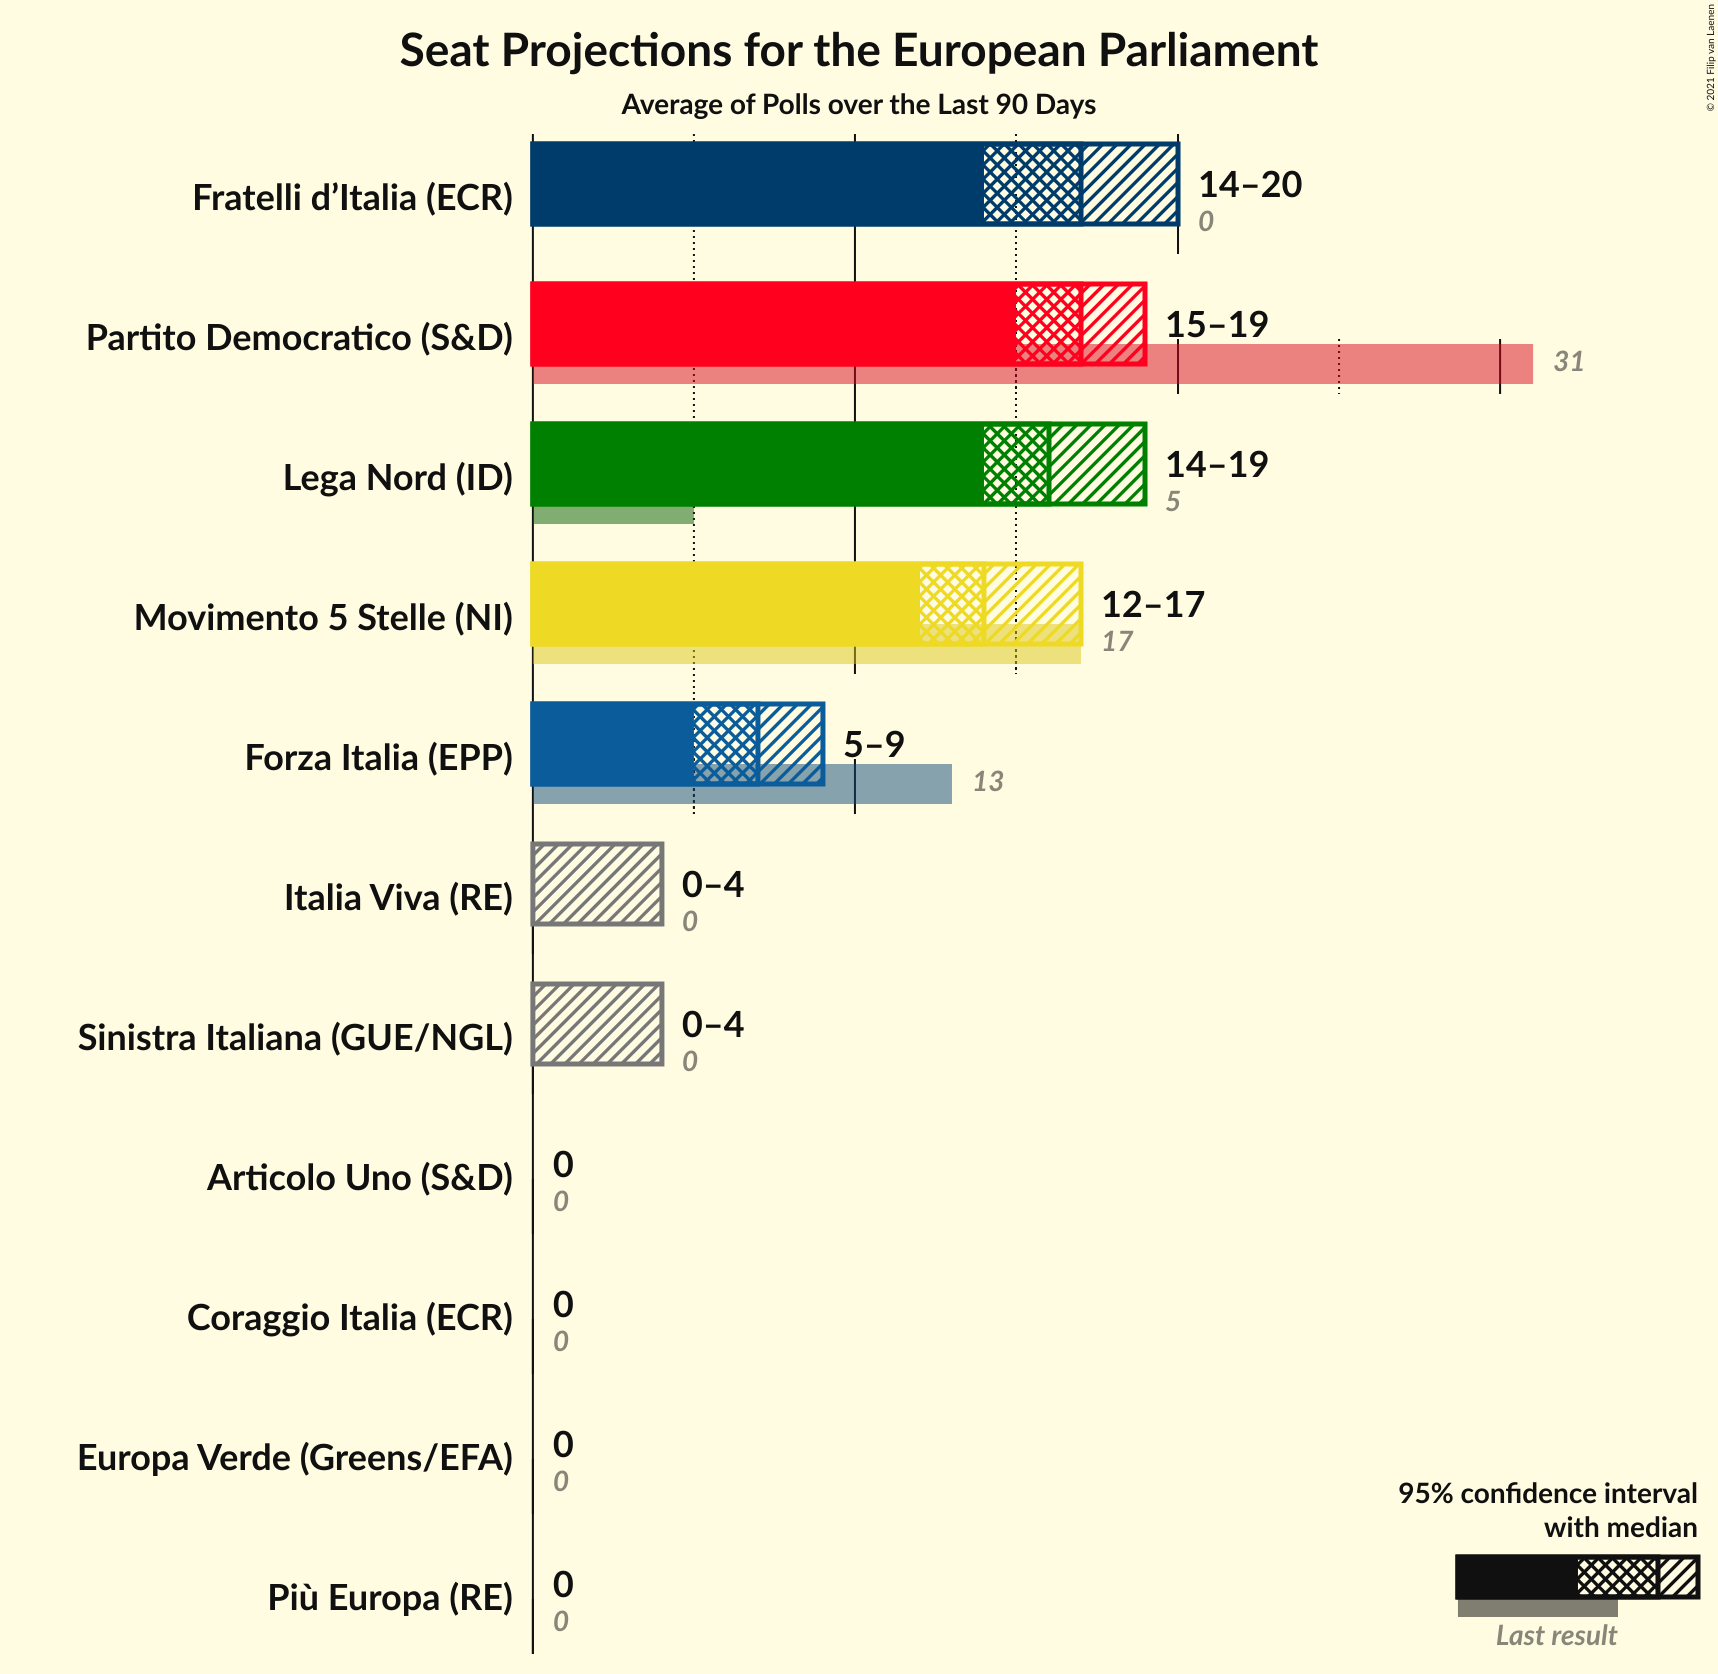 Seat Projections for the European Parliament
Average of Polls over the Last 90 Days
© 2021 Filip van Laenen
Fratelli d’Italia (ECR)
14–20
0
Partito Democratico (S&D)
15–19
31
Lega Nord (ID)
14–19
5
Movimento 5 Stelle (NI)
12–17
17
Forza Italia (EPP)
5–9
13
Italia Viva (RE)
0–4
0
Sinistra Italiana (GUE/NGL)
0–4
0
Articolo Uno (S&D)
0
0
Coraggio Italia (ECR)
0
0
Europa Verde (Greens/EFA)
0
0
Più Europa (RE)
0
0
95% confidence interval
with median
Last result